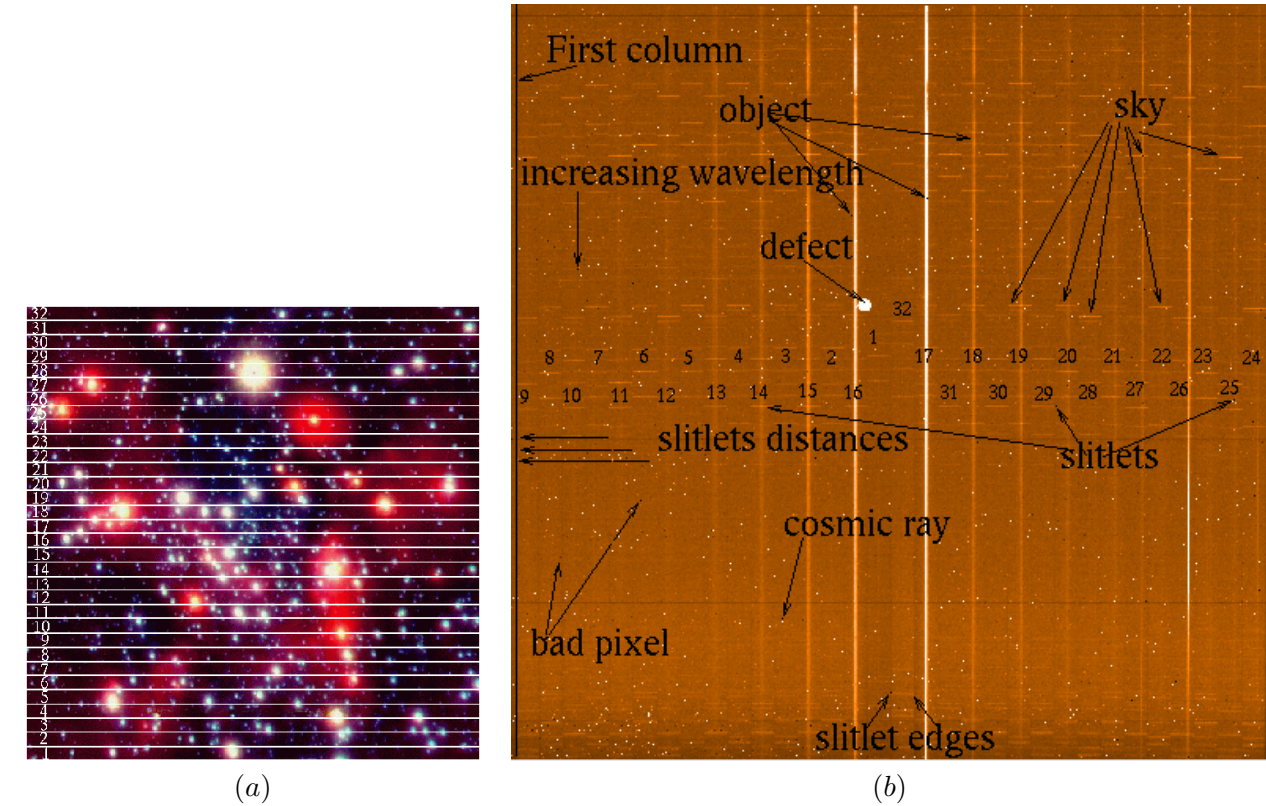 32
31
30
29
28
27
26
25
24
23
22
21
20
19
18
17
16
15
14
13
12
11
10
9
8
7
6
5
4
3
2
1
(a)
First column
object
sky
increasing wavelength
defect
32
1
8 7 6 5 4 3 2 17 18 19 20 21 22 23 24
9 10 11 12 13 14 15 16 31 30 29 28 27 26 25
slitlets distances
slitlets
cosmic ray
bad pixel
slitlet edges
(b)